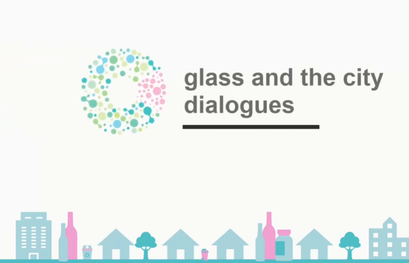 glass and the city
dialogues